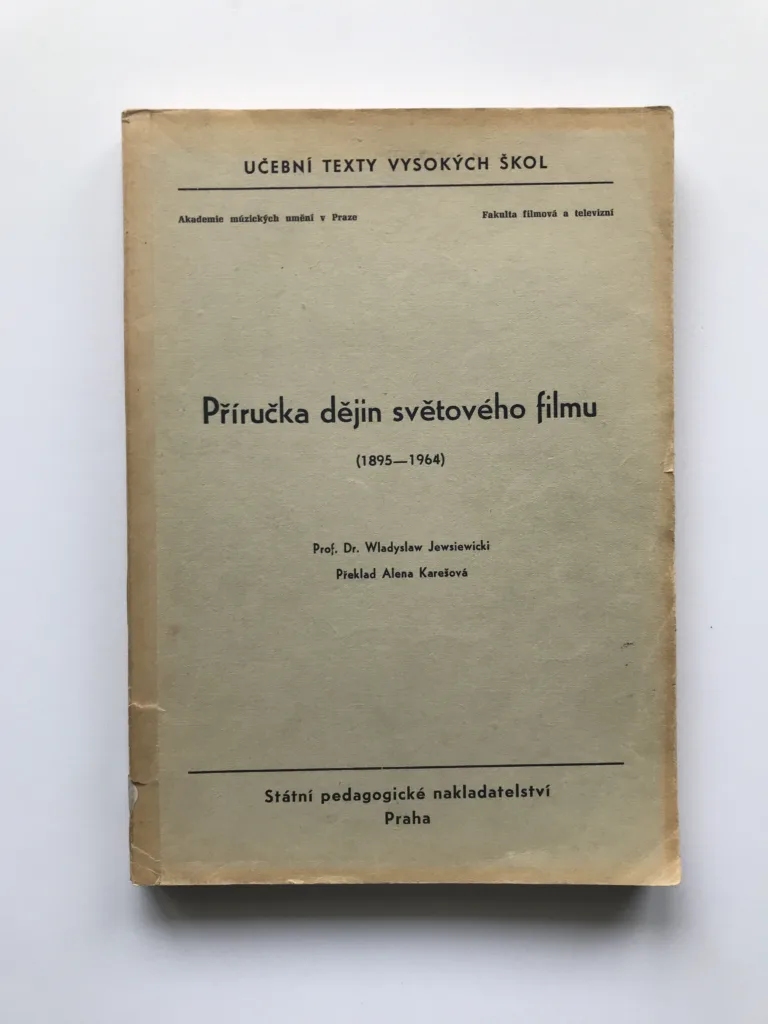 UČEBNÍ TEXTY VYSOKÝCH ŠKOL
Akademie múzických umění v Praze
Fakulta filmová a televizní
Příručka dějin světového filmu
(1895—1964)
Prof. Dr. Wladyslaw Jewsiewicki
Překlad Alena Karešová
Státní pedagogické nakladatelství
Praha